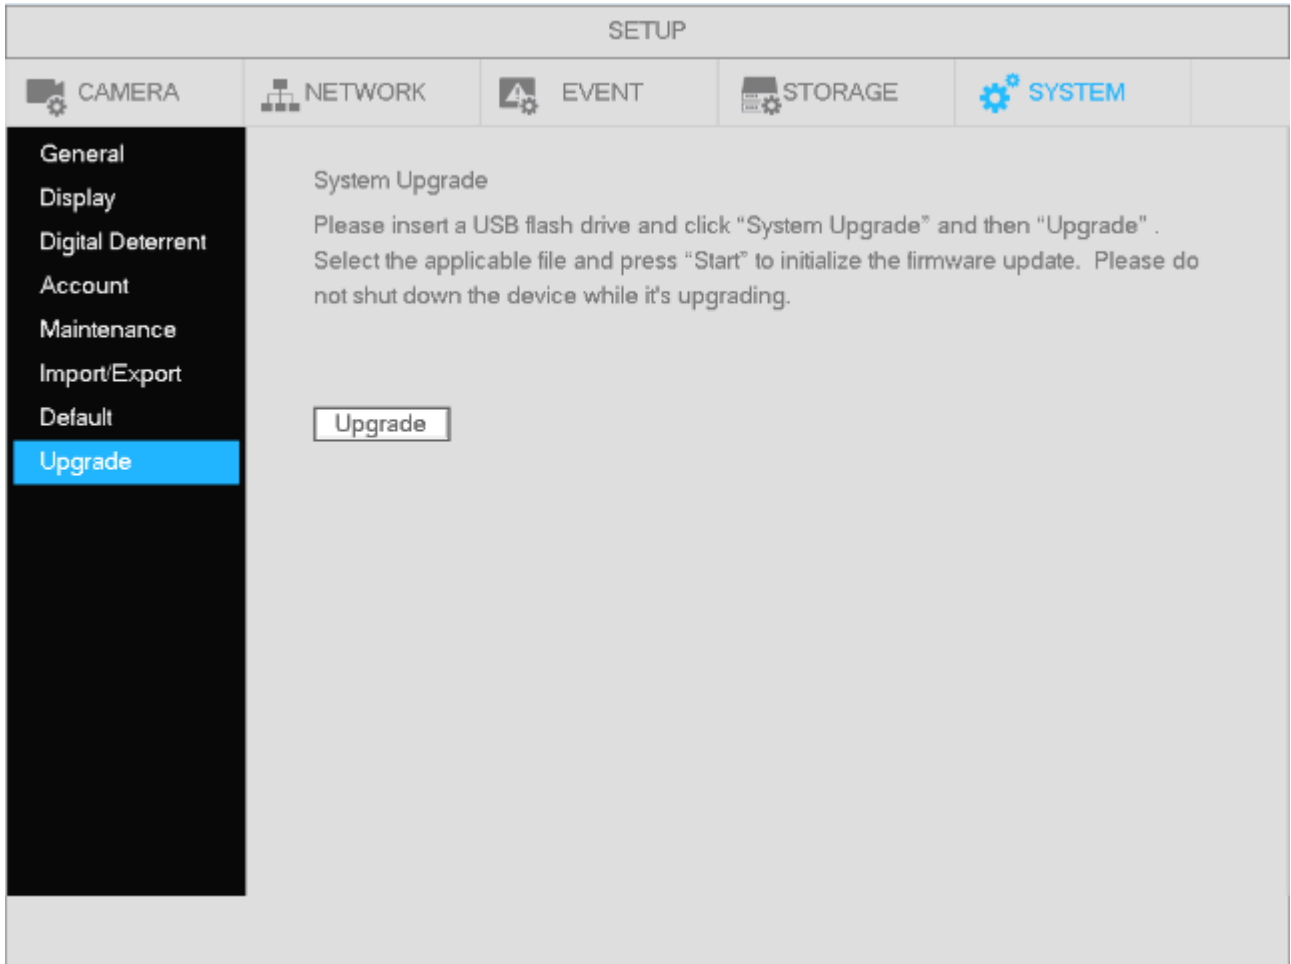 SETUP
CAMERA NETWORK EVENT STORAGE SYSTEM
General
Display
Digital Deterrent
Account
Maintenance
Import/Export
Default
Upgrade
System Upgrade
Please insert a USB flash drive and click “System Upgrade” and then “Upgrade” .
Select the applicable file and press “Start” to initialize the firmware update.  Please do
not shut down the device while it's upgrading.
Upgrade